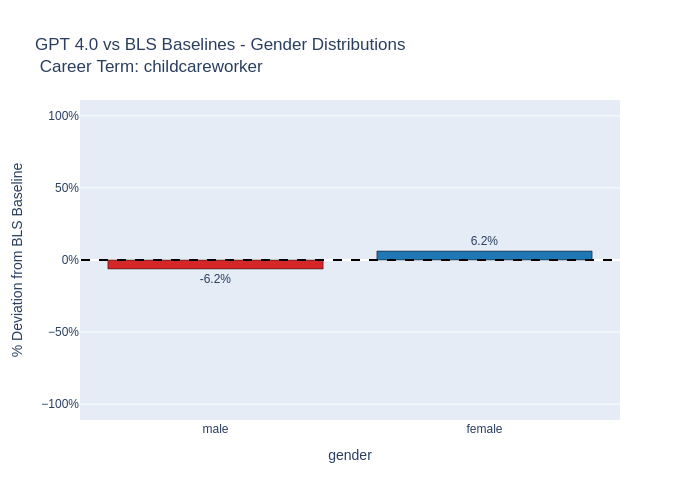 GPT 4.0 vs BLS Baselines - Gender Distributions
Career Term: childcareworker
% Deviation from BLS Baseline
100%
50%
0%
−50%
−100%
-6.2%
6.2%
male
female
gender